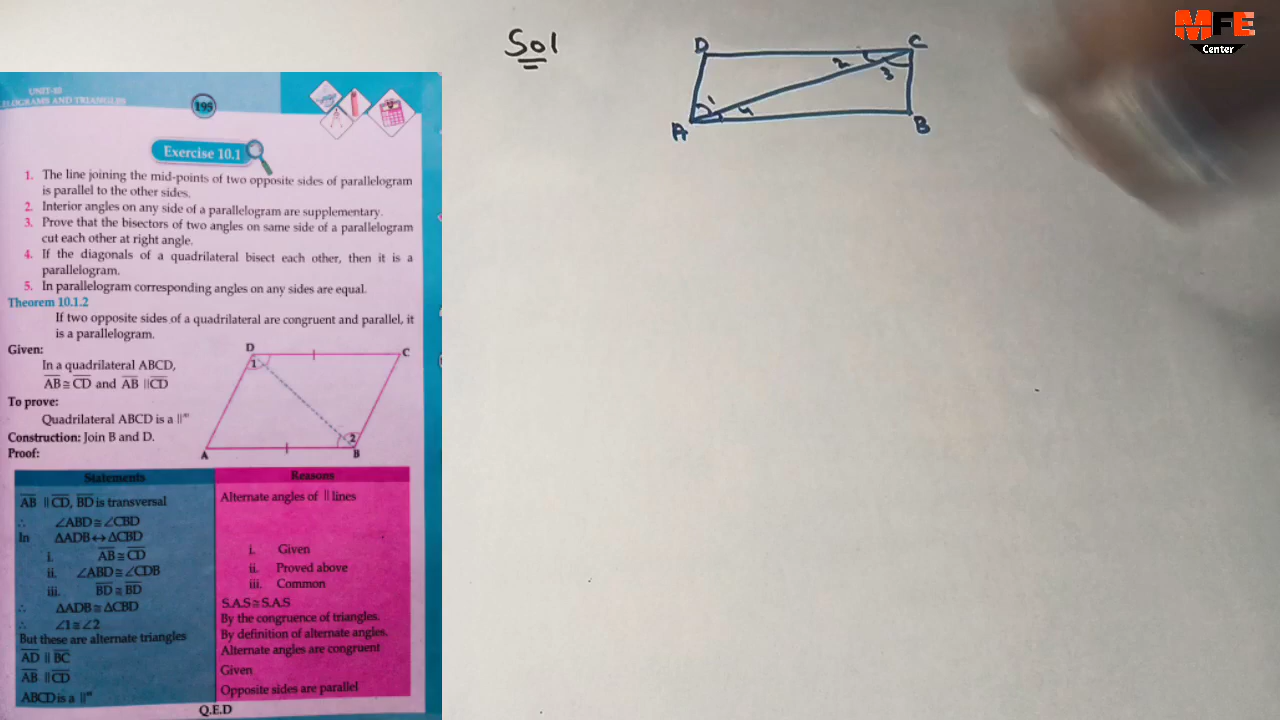 UNIT-10
PARALLELOGRAMS AND TRIANGLES
195
Exercise 10.1
1. The line joining the mid-points of two opposite sides of parallelogram
is parallel to the other sides.
2. Interior angles on any side of a parallelogram are supplementary.
3. Prove that the bisectors of two angles on same side of a parallelogram
cut each other at right angle.
4. If the diagonals of a quadrilateral bisect each other, then it is a
parallelogram.
5. In parallelogram corresponding angles on any sides are equal.
Theorem 10.1.2
If two opposite sides of a quadrilateral are congruent and parallel, it
is a parallelogram.
Given:
In a quadrilateral ABCD,
AB ≅ CD and AB ||CD
To prove:
Quadrilateral ABCD is a ||ᵐ
Construction: Join B and D.
Proof:
D
C
1
2
A
B
Statements
Reasons
AB || CD, BD is transversal
Alternate angles of || lines
∴ ∠ABD ≅ ∠CBD
In ΔADB ↔ ΔCBD
i. AB ≅ CD
i. Given
ii. ∠ABD ≅ ∠CDB
ii. Proved above
iii. BD ≅ BD
iii. Common
∴ ΔADB ≅ ΔCBD
S.A.S ≅ S.A.S
∴ ∠1 ≅ ∠2
By the congruence of triangles.
But these are alternate triangles
By definition of alternate angles.
AD || BC
Alternate angles are congruent
AB || CD
Given
ABCD is a ||ᵐ
Opposite sides are parallel
Q.E.D
Sol
D
C
2
3
1
4
A
B
MFE
Center